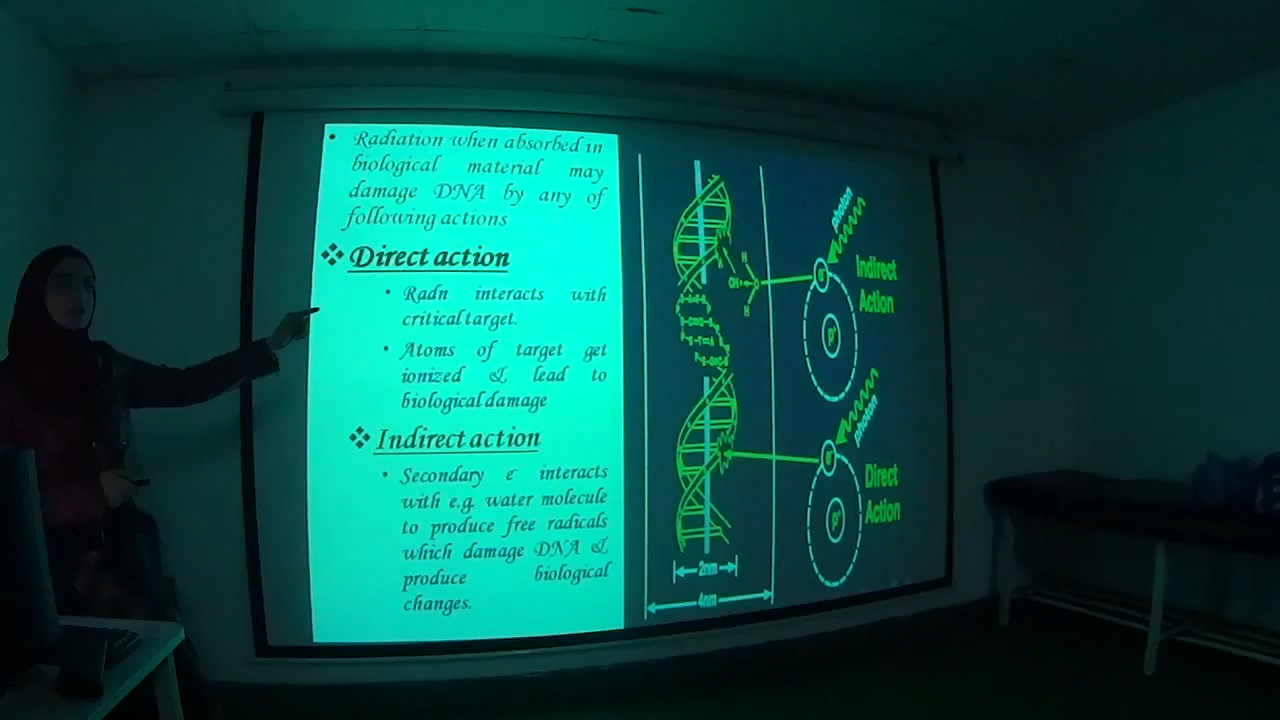 • Radiation when absorbed in
biological material may
damage DNA by any of
following actions
❖ Direct action
• Radn interacts with
critical target.
• Atoms of target get
ionized & lead to
biological damage
❖ Indirect action
• Secondary e⁻ interacts
with e.g. water molecule
to produce free radicals
which damage DNA &
produce biological
changes.
photon
Indirect
Action
H
OH•
O
H
e⁻
p⁺
photon
Direct
Action
e⁻
p⁺
2nm
4nm